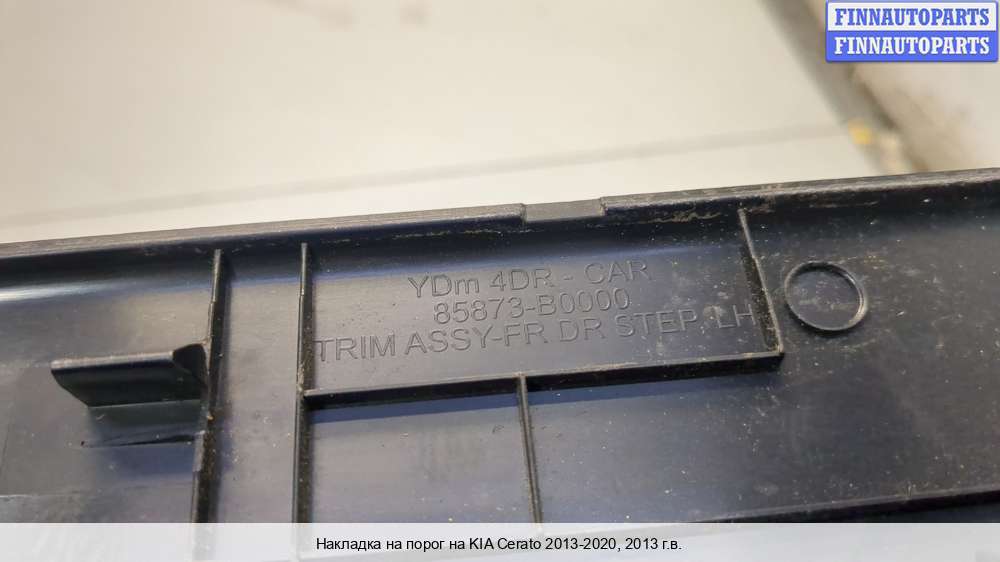 FINNAUTOPARTS
FINNAUTOPARTS
YDm 4DR - CAR
85873-B0000
TRIM ASSY-FR DR STEP, LH
Накладка на порог на KIA Cerato 2013-2020, 2013 г.в.